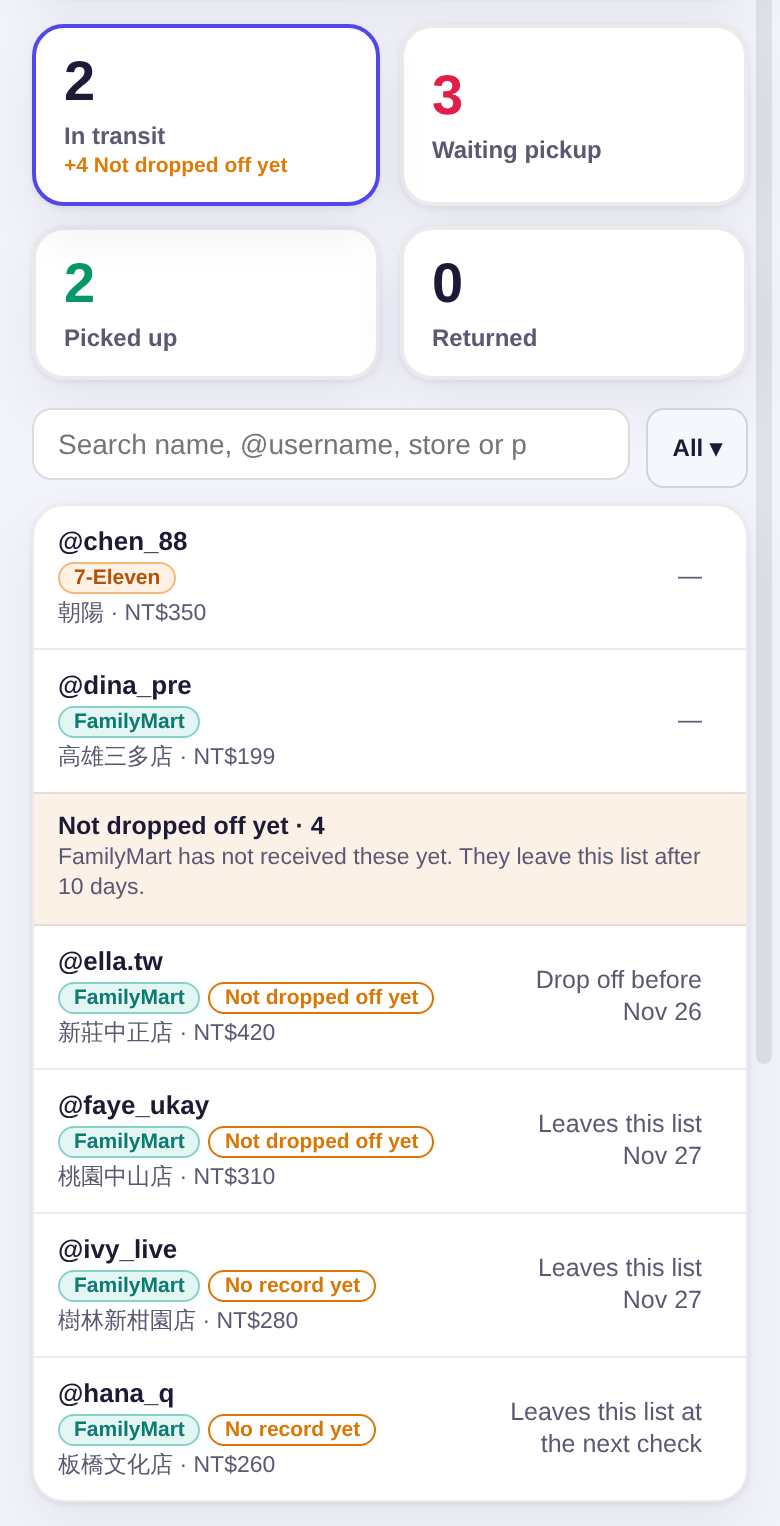 2
In transit
+4 Not dropped off yet
3
Waiting pickup
2
Picked up
0
Returned
Search name, @username, store or p
All ▾
@chen_88
7-Eleven
朝陽 · NT$350
—
@dina_pre
FamilyMart
高雄三多店 · NT$199
—
Not dropped off yet · 4
FamilyMart has not received these yet. They leave this list after
10 days.
@ella.tw
FamilyMart Not dropped off yet
新莊中正店 · NT$420
Drop off before
Nov 26
@faye_ukay
FamilyMart Not dropped off yet
桃園中山店 · NT$310
Leaves this list
Nov 27
@ivy_live
FamilyMart No record yet
樹林新柑園店 · NT$280
Leaves this list
Nov 27
@hana_q
FamilyMart No record yet
板橋文化店 · NT$260
Leaves this list at
the next check